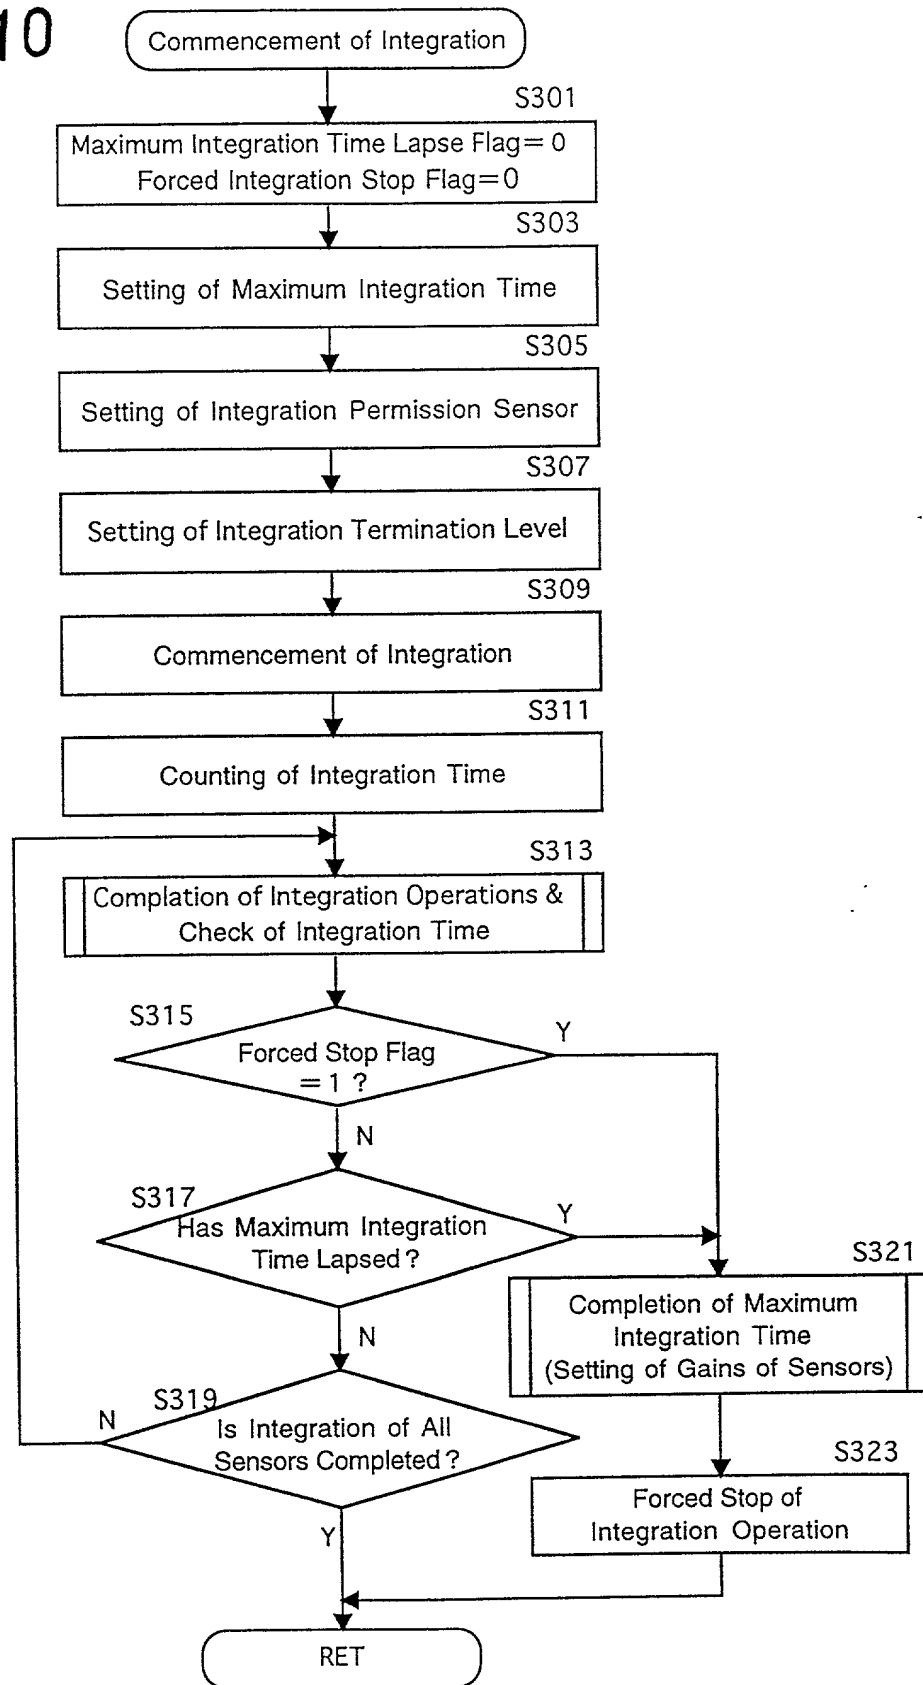 10
Commencement of Integration
S301
Maximum Integration Time Lapse Flag=0
Forced Integration Stop Flag=0
S303
Setting of Maximum Integration Time
S305
Setting of Integration Permission Sensor
S307
Setting of Integration Termination Level
S309
Commencement of Integration
S311
Counting of Integration Time
S313
Complation of Integration Operations &
Check of Integration Time
S315
Forced Stop Flag
=1 ?
Y
N
S317
Has Maximum Integration
Time Lapsed ?
Y
N
S321
Completion of Maximum
Integration Time
(Setting of Gains of Sensors)
S319
Is Integration of All
Sensors Completed ?
N
Y
S323
Forced Stop of
Integration Operation
RET